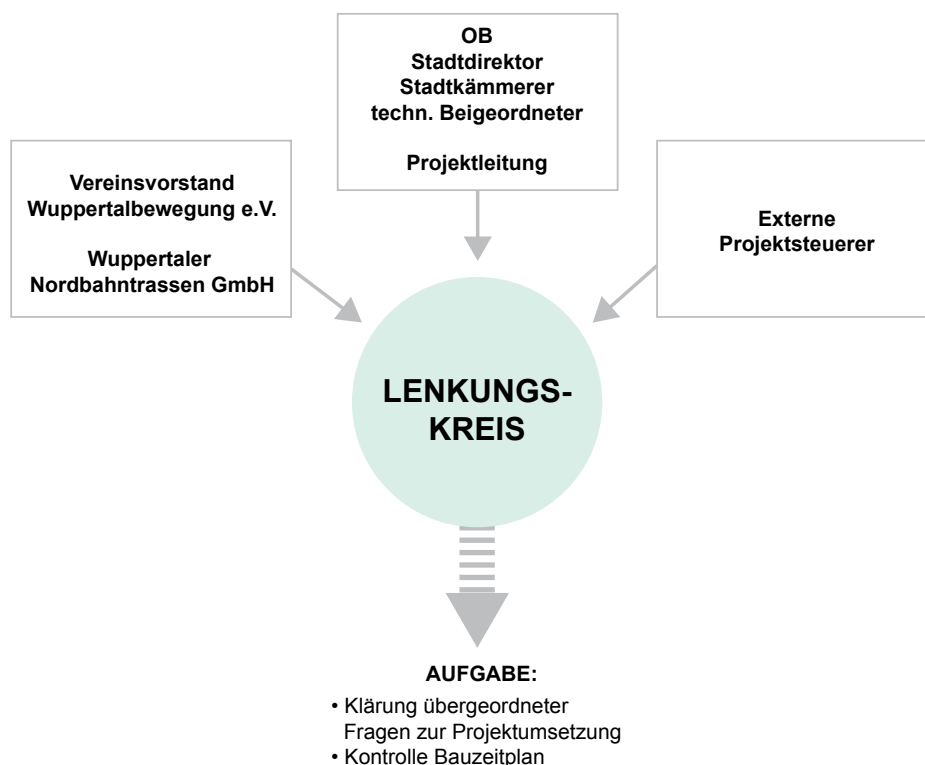 OB
Stadtdirektor
Stadtkämmerer
techn. Beigeordneter
Projektleitung
Vereinsvorstand
Wuppertalbewegung e.V.
Wuppertaler
Nordbahntrassen GmbH
Externe
Projektsteuerer
LENKUNGS-
KREIS
AUFGABE:
• Klärung übergeordneter
Fragen zur Projektumsetzung
• Kontrolle Bauzeitplan